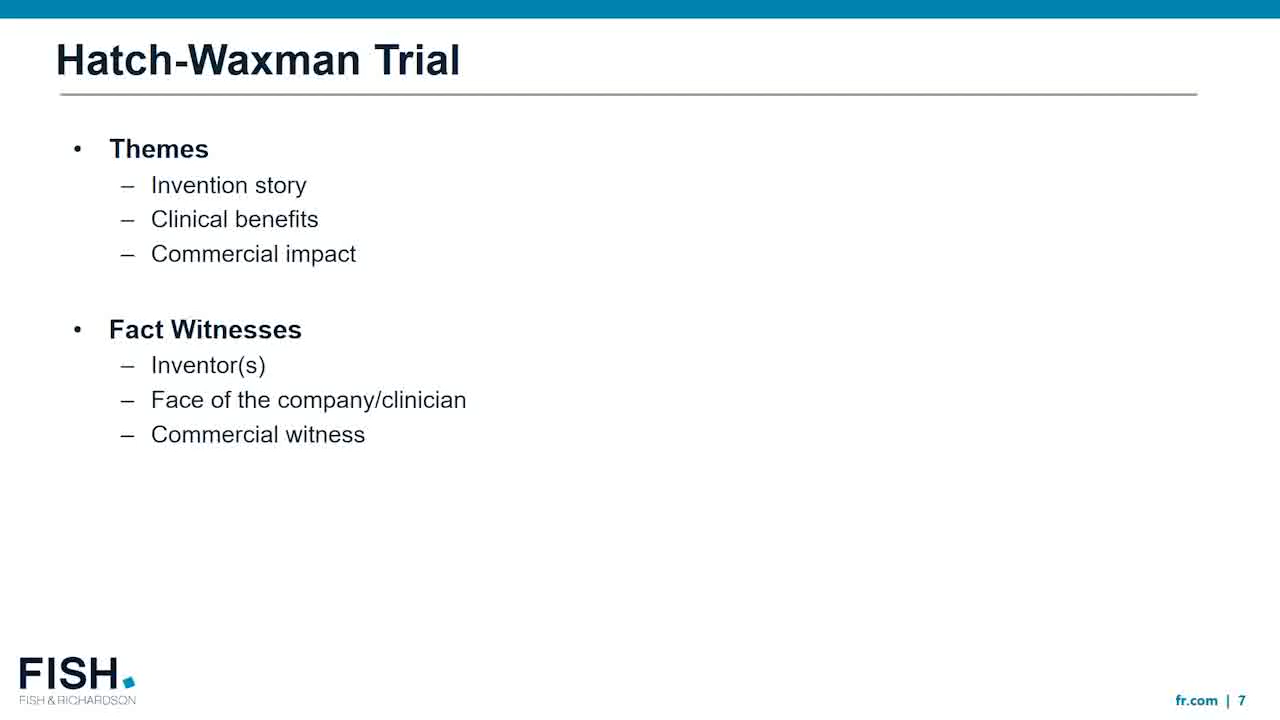 Hatch-Waxman Trial
• Themes
– Invention story
– Clinical benefits
– Commercial impact
• Fact Witnesses
– Inventor(s)
– Face of the company/clinician
– Commercial witness
FISH.
FISH & RICHARDSON
fr.com | 7